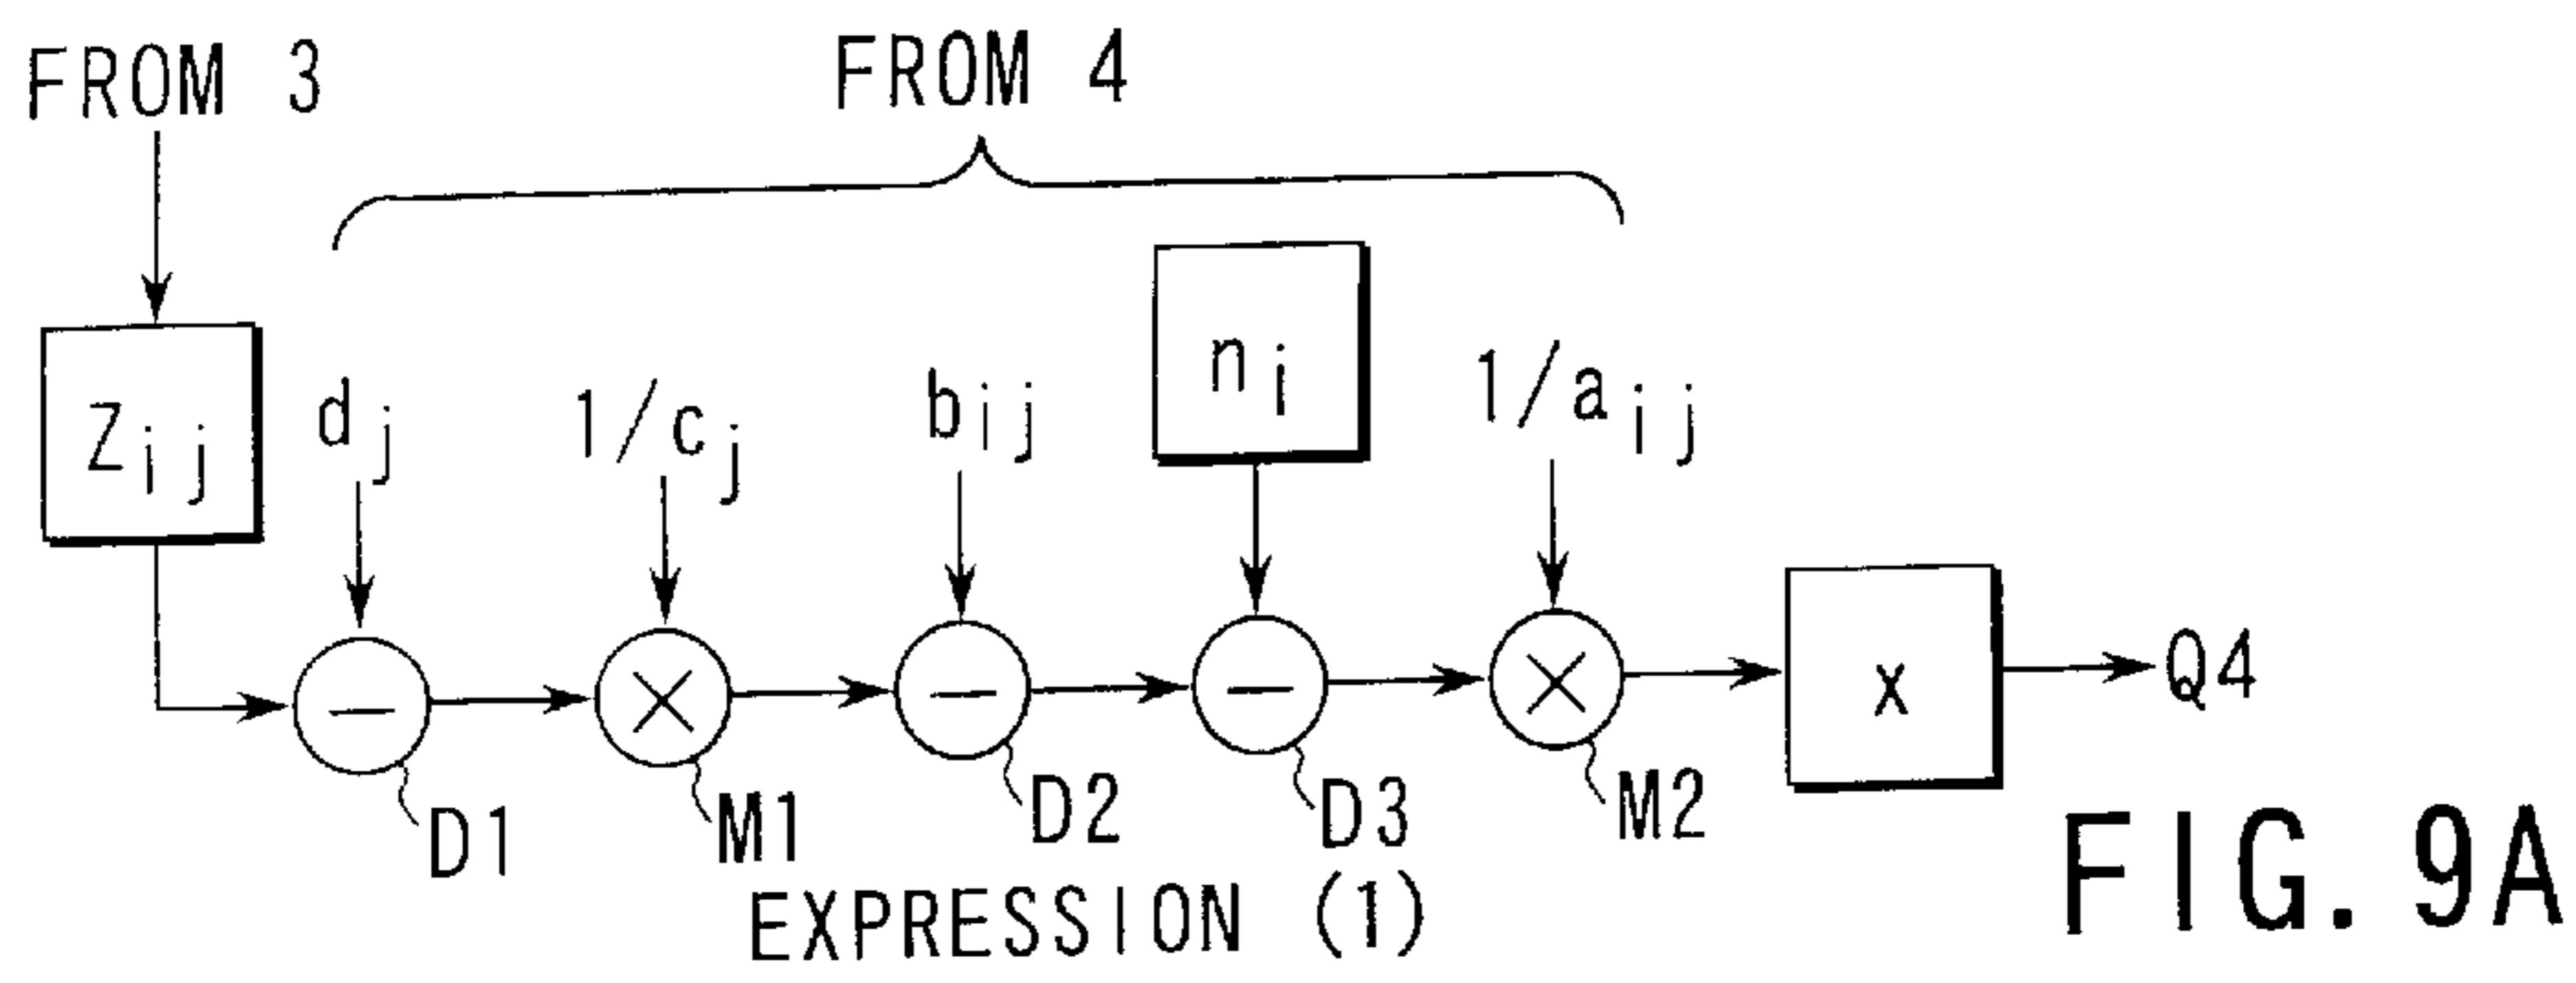 FROM 3
FROM 4
Zij
dj
1/cj
bij
ni
1/aij
−
×
−
−
×
x
Q4
D1
M1
D2
D3
M2
EXPRESSION (1)
FIG. 9A